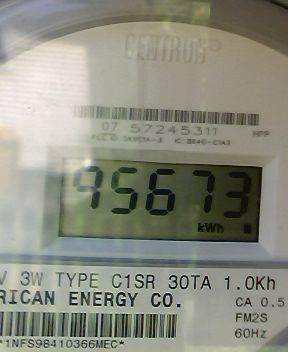 CENTRON®
07 57245311
HPP
95673
kWh
V 3W TYPE C1SR 30TA 1.0Kh
RICAN ENERGY CO.
CA 0.5
FM2S
60Hz
*1NFS98410366MEC*